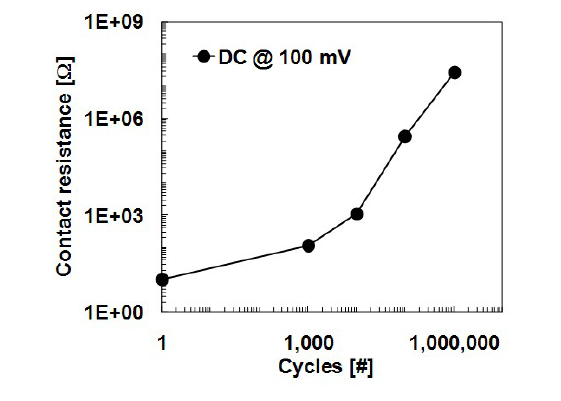 1E+09
DC @ 100 mV
1E+06
Contact resistance [Ω]
1E+03
1E+00
1 1,000 1,000,000
Cycles [#]